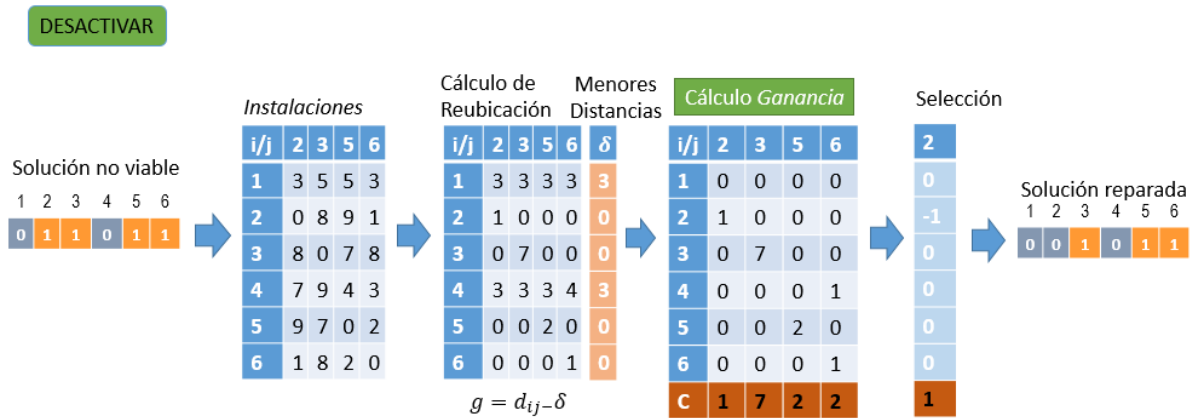 DESACTIVAR
Solución no viable
1 2 3 4 5 6
0 1 1 0 1 1
Instalaciones
i/j 2 3 5 6
1 3 5 5 3
2 0 8 9 1
3 8 0 7 8
4 7 9 4 3
5 9 7 0 2
6 1 8 2 0
Cálculo de
Reubicación
i/j 2 3 5 6
1 3 3 3 3
2 1 0 0 0
3 0 7 0 0
4 3 3 3 4
5 0 0 2 0
6 0 0 0 1
Menores
Distancias
δ
3
0
0
3
0
0
g = d_{ij-}δ
Cálculo Ganancia
i/j 2 3 5 6
1 0 0 0 0
2 1 0 0 0
3 0 7 0 0
4 0 0 0 1
5 0 0 2 0
6 0 0 0 1
C 1 7 2 2
Selección
2
0
-1
0
0
0
0
1
Solución reparada
1 2 3 4 5 6
0 0 1 0 1 1